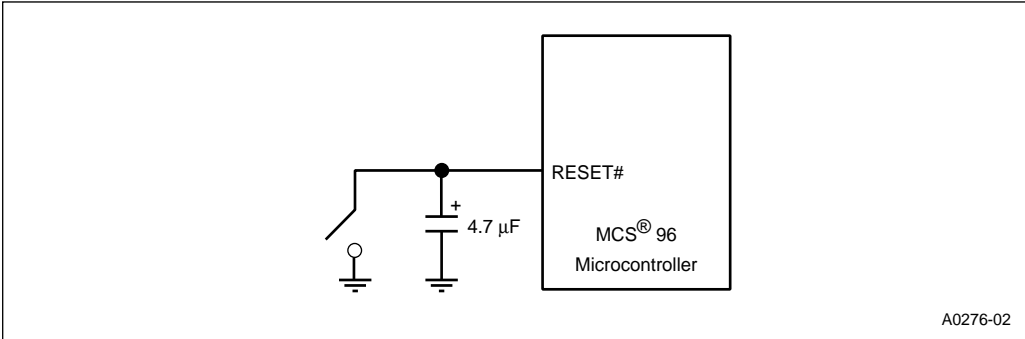 RESET#
+
4.7 μF
MCS® 96
Microcontroller
A0276-02